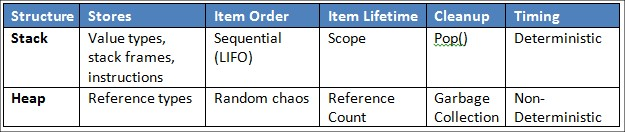 Structure Stores Item Order Item Lifetime Cleanup Timing
Stack Value types, Sequential Scope Pop() Deterministic
stack frames, (LIFO)
instructions
Heap Reference types Random chaos Reference Garbage Non-
Count Collection Deterministic